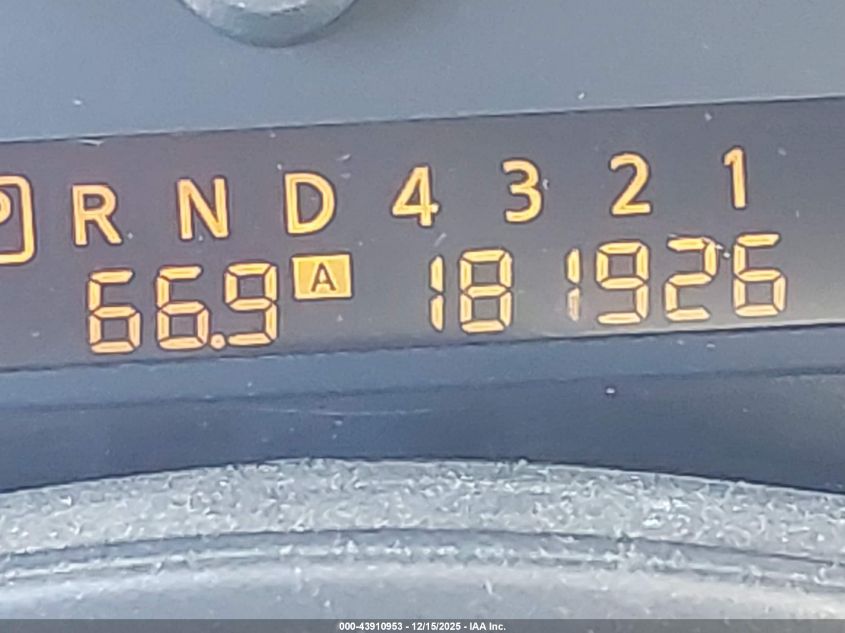 P R N D 4 3 2 1
66.9 A 181926
000-43910953 - 12/15/2025 - IAA Inc.